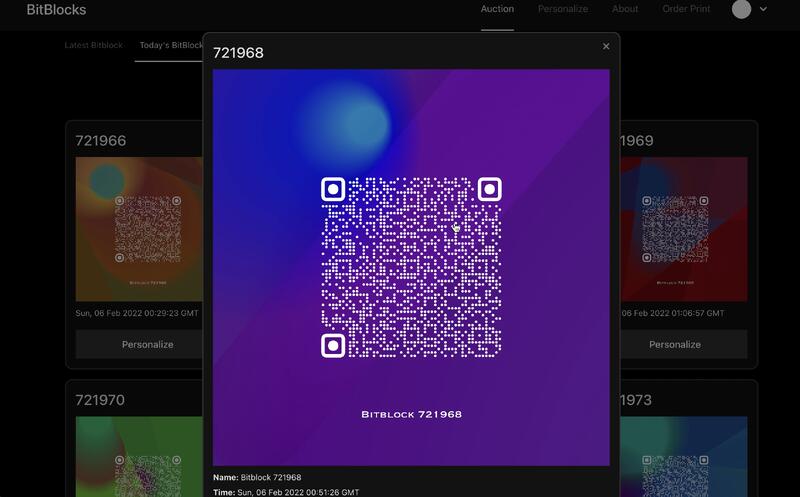 BitBlocks
Auction
Personalize
About
Order Print
Latest Bitblock
Today's BitBlock
721968
×
721966
Bitblock 721966
Sun, 06 Feb 2022 00:29:23 GMT
Personalize
Bitblock 721968
1969
06 Feb 2022 01:06:57 GMT
Personalize
721970
1973
Name: Bitblock 721968
Time: Sun, 06 Feb 2022 00:51:26 GMT